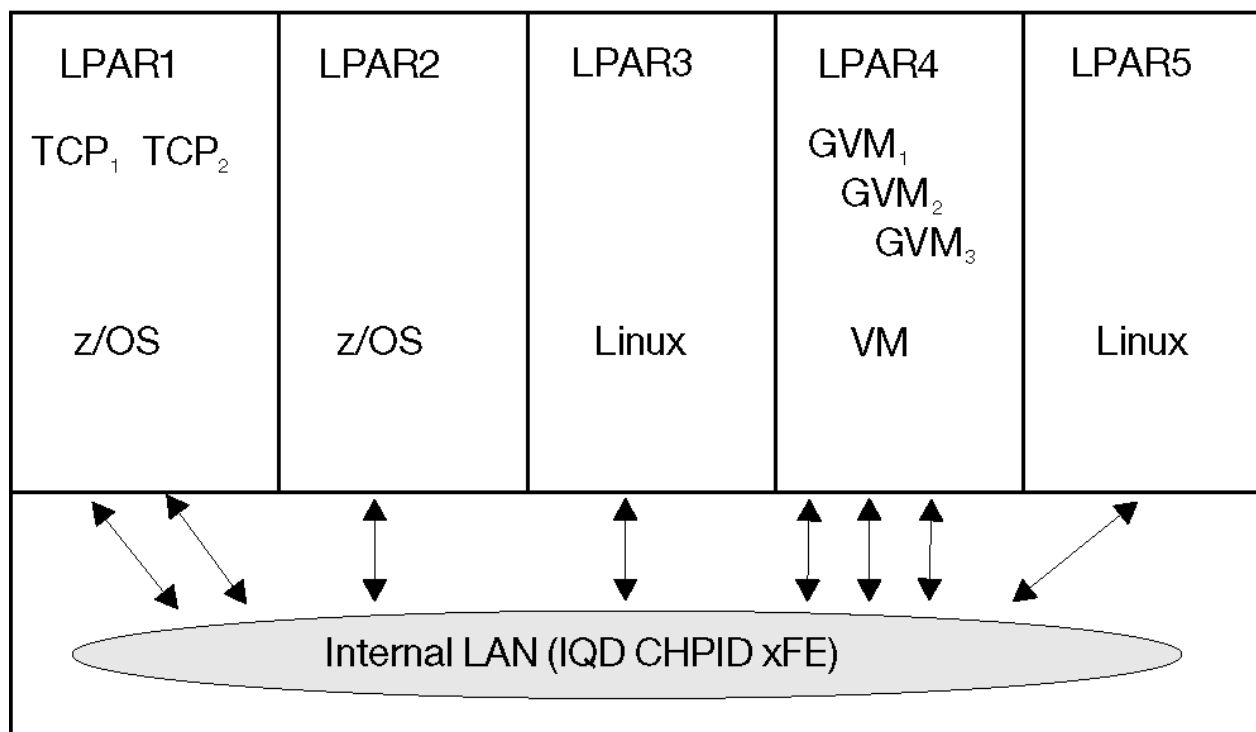 LPAR1 LPAR2 LPAR3 LPAR4 LPAR5
TCP₁ TCP₂ GVM₁
GVM₂
GVM₃
z/OS z/OS Linux VM Linux
Internal LAN (IQD CHPID xFE)